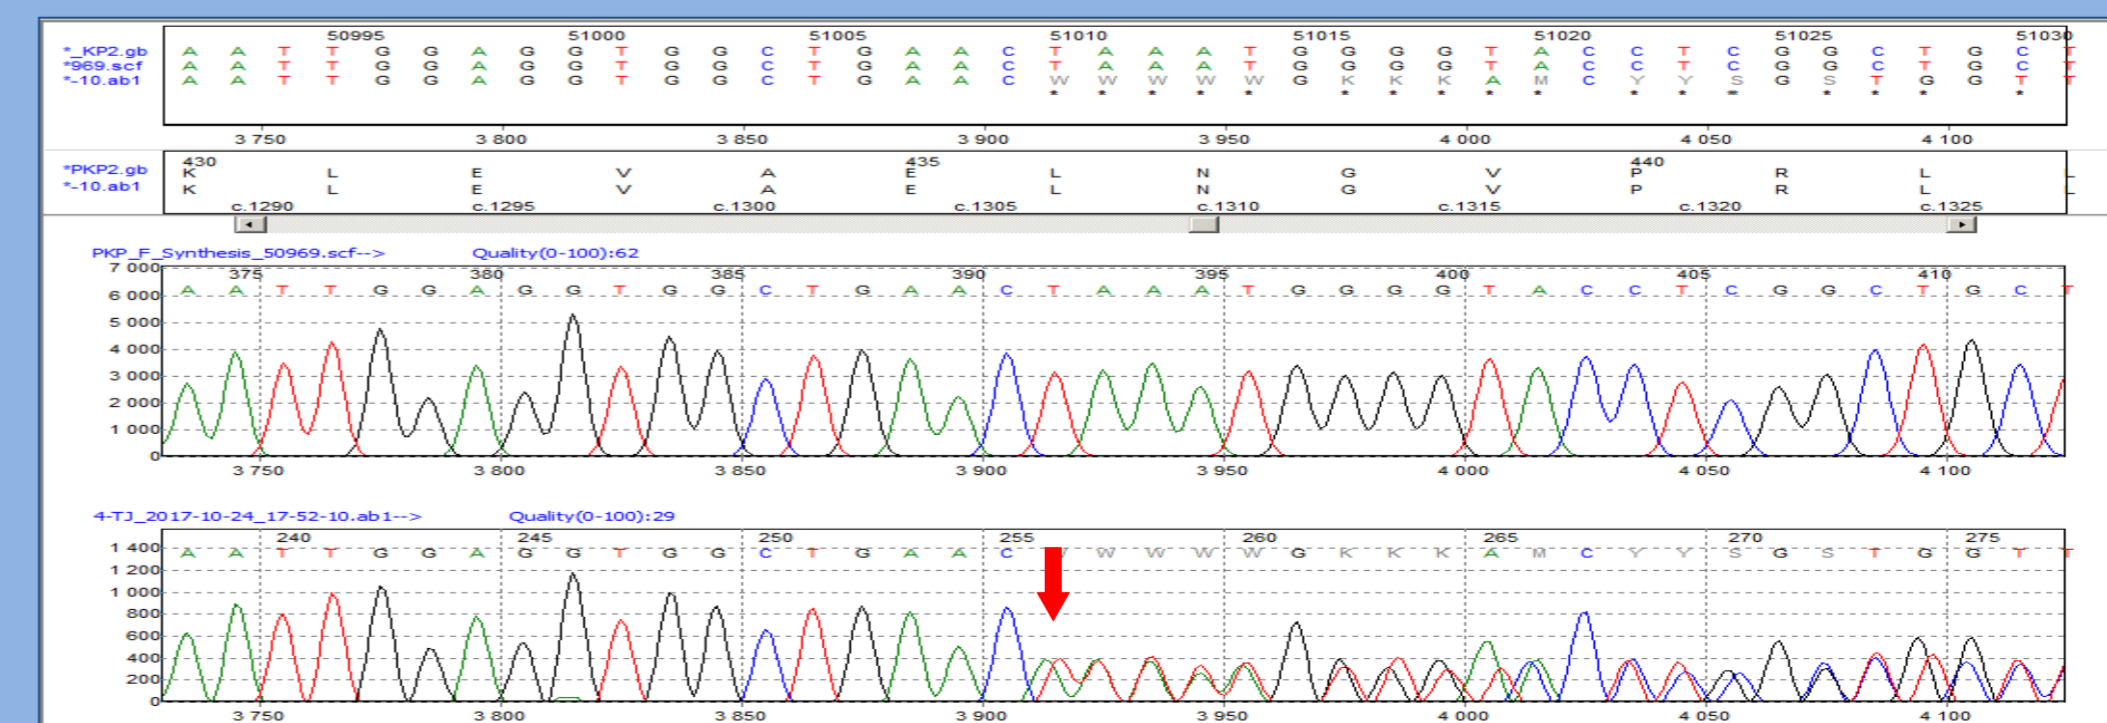 50995 51000 51005 51010 51015 51020 51025 51030
*_KP2.gb A A T T G G A G G T G G C T G A A C T A A A T G G G G T A C C T C G G C T G C T
*969.scf A A T T G G A G G T G G C T G A A C T A A A T G G G G T A C C T C G G C T G C T
*-10.ab1 A A T T G G A G G T G G C T G A A C W W W W W G K K K A M C Y Y S G S T G G T T
* * * * * * * * * * * * * * * * * *
3 750 3 800 3 850 3 900 3 950 4 000 4 050 4 100
430 435 440
*PKP2.gb K L E V A E L N G V P R L L
*-10.ab1 K L E V A E L N G V P R L L
c.1290 c.1295 c.1300 c.1305 c.1310 c.1315 c.1320 c.1325
PKP_F_Synthesis_50969.scf--> Quality(0-100):62
7 000 375 380 385 390 395 400 405 410
6 000 A A T T G G A G G T G G C T G A A C T A A A T G G G G T A C C T C G G C T G C T
5 000
4 000
3 000
2 000
1 000
0
3 750 3 800 3 850 3 900 3 950 4 000 4 050 4 100
4-TJ_2017-10-24_17-52-10.ab1--> Quality(0-100):29
240 245 250 255 260 265 270 275
1 400 A A T T G G A G G T G G C T G A A C W W W W G K K K A M C Y Y S G S T G G T T
1 200
1 000
800
600
400
200
0
3 750 3 800 3 850 3 900 3 950 4 000 4 050 4 100